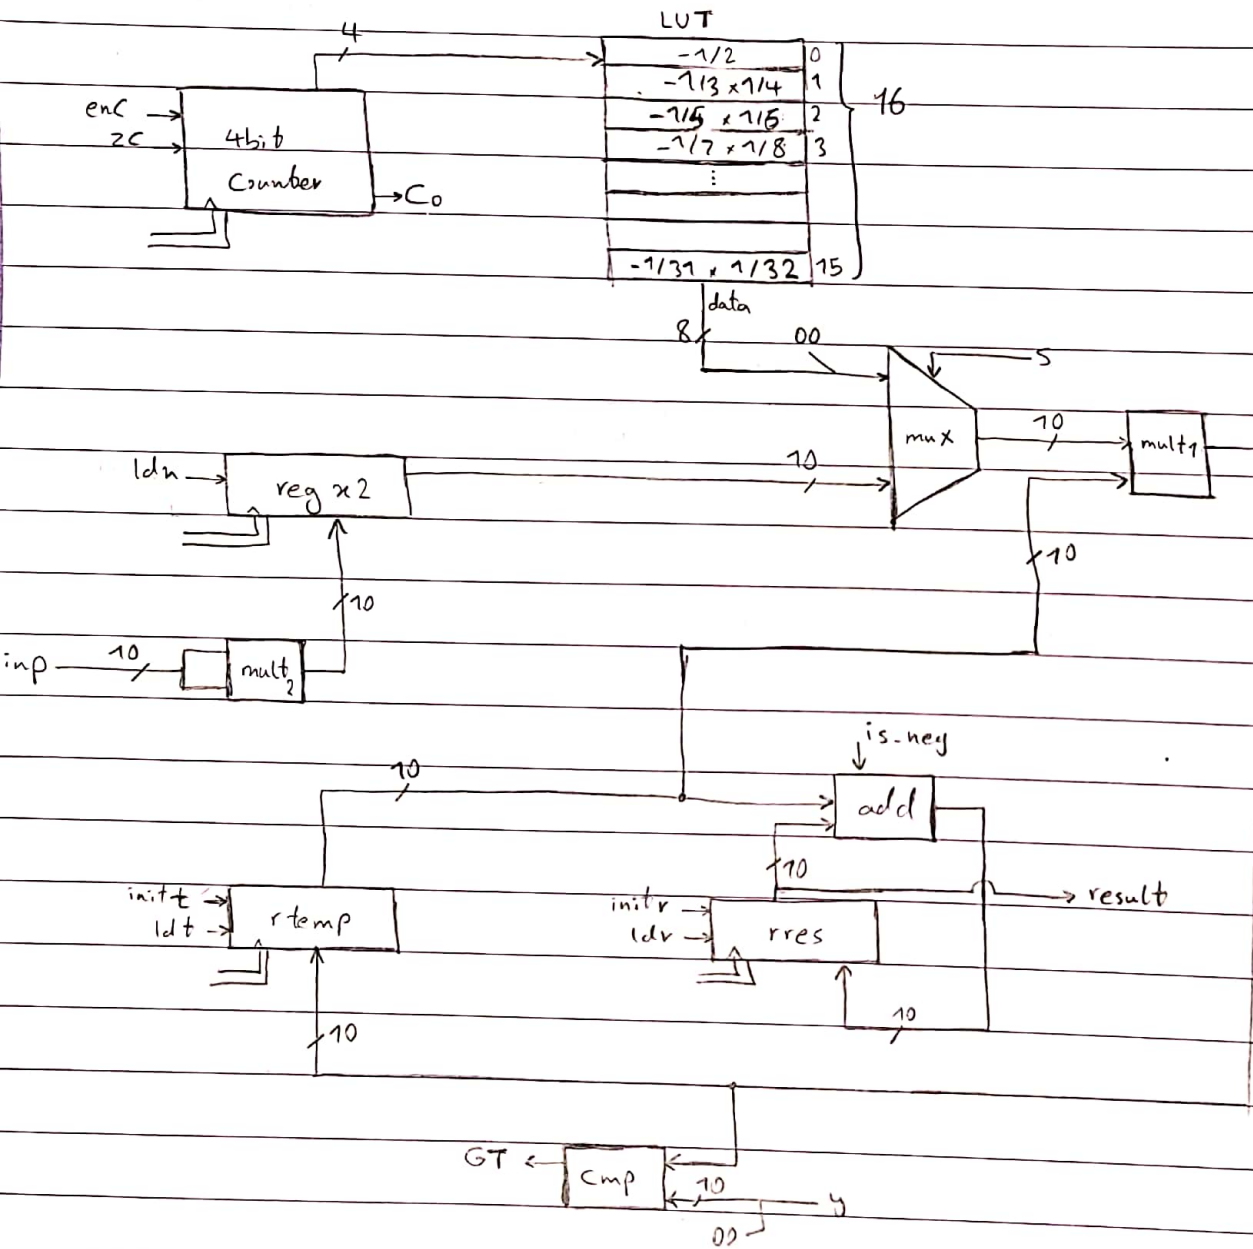 LUT
4
-1/2 0
-1/3 x 1/4 1
-1/5 x 1/6 2
-1/7 x 1/8 3
⋮
-1/31 x 1/32 15
16
enC
zC
4bit
Counter
Co
data
8
00
S
mux
10
mult1
ldx
reg x2
10
10
10
inp
10
mult2
is_neg
10
add
10
result
initt
ldt
rtemp
initr
ldr
rres
10
10
GT
cmp
10
y
00